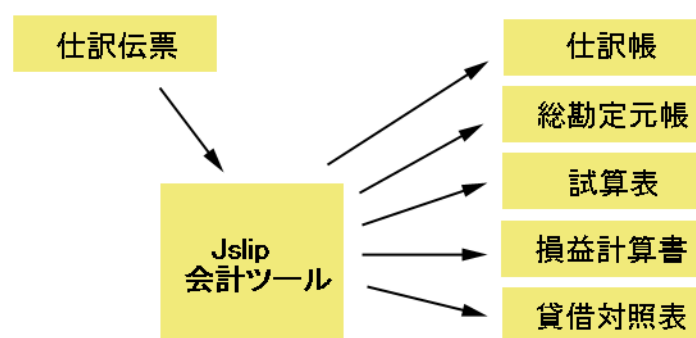 仕訳伝票
Jslip
会計ツール
仕訳帳
総勘定元帳
試算表
損益計算書
貸借対照表